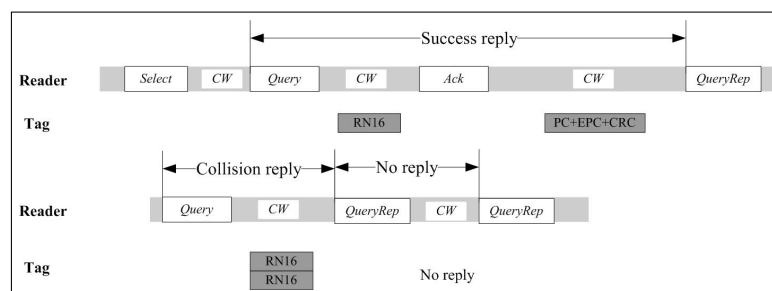 Success reply
Reader Select CW Query CW Ack CW QueryRep
Tag RN16 PC+EPC+CRC
Collision reply No reply
Reader Query CW QueryRep CW QueryRep
Tag RN16 No reply
RN16